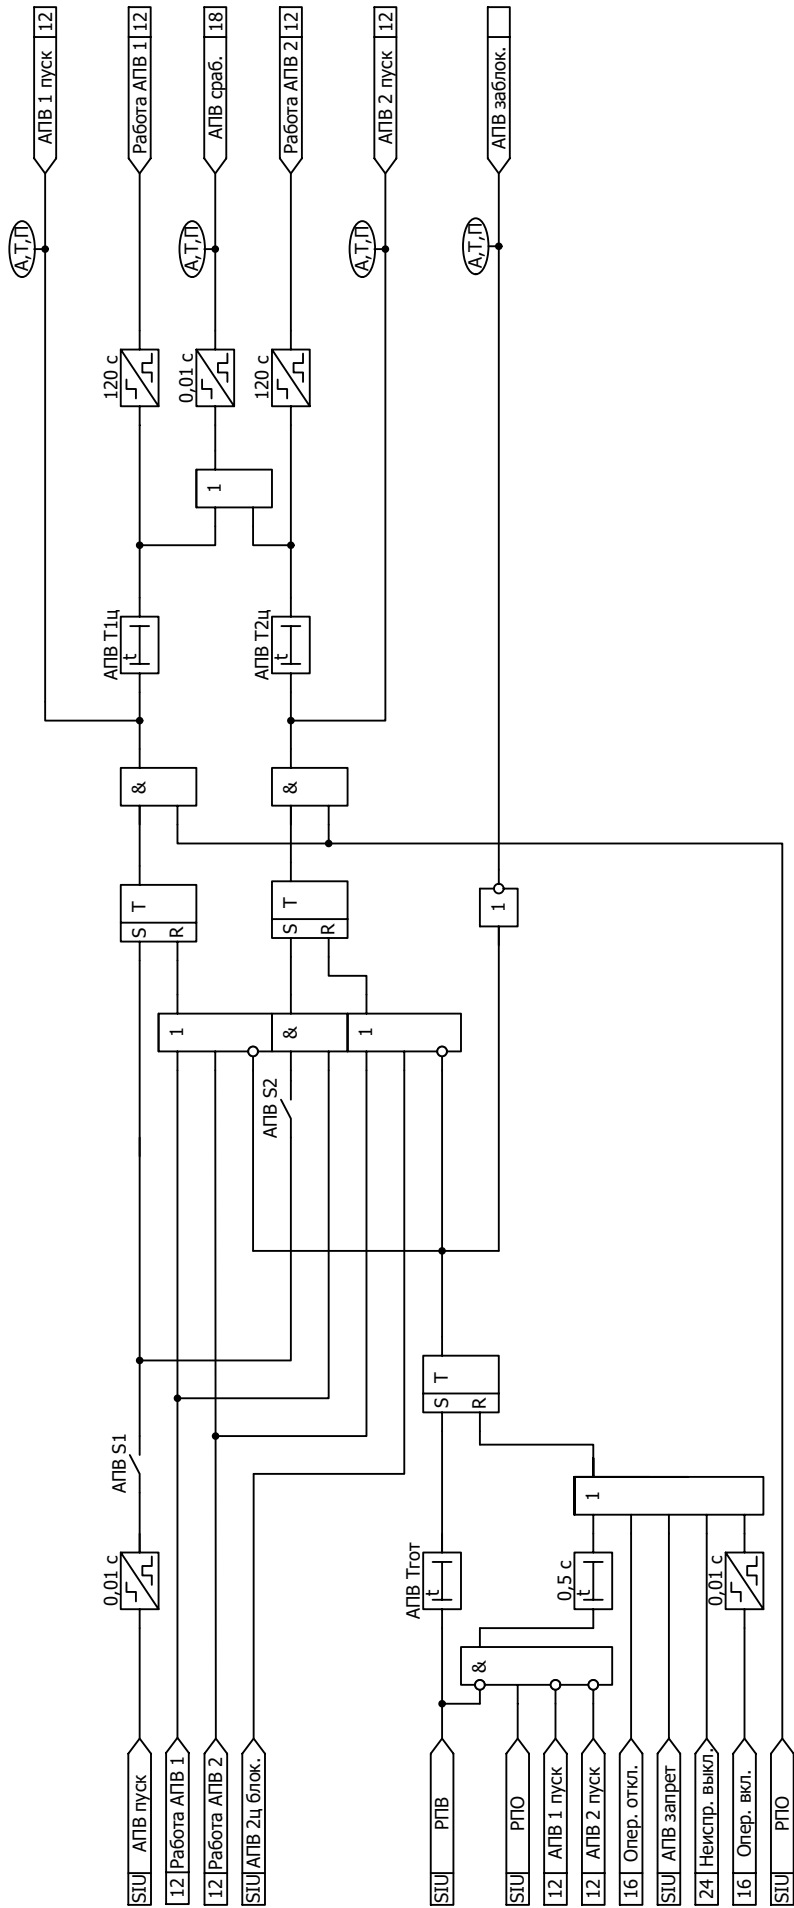 А,Т,П
АПВ 1 пуск 12
0,01 с
АПВ S1
АПВ Т1ц
120 с
SIU АПВ пуск
S T
&
t
Работа АПВ 1 12
12 Работа АПВ 1
1
R
0,01 с
А,Т,П
12 Работа АПВ 2
1
АПВ сраб. 18
SIU АПВ 2ц блок.
АПВ S2
АПВ Т2ц
120 с
&
S T
&
t
Работа АПВ 2 12
R
1
А,Т,П
АПВ 2 пуск 12
АПВ Тгот
SIU РПВ
t
S T
&
R
А,Т,П
1
АПВ заблок.
SIU РПО
12 АПВ 1 пуск
0,5 с
12 АПВ 2 пуск
t
1
16 Опер. откл.
SIU АПВ запрет
24 Неиспр. выкл.
0,01 с
16 Опер. вкл.
SIU РПО